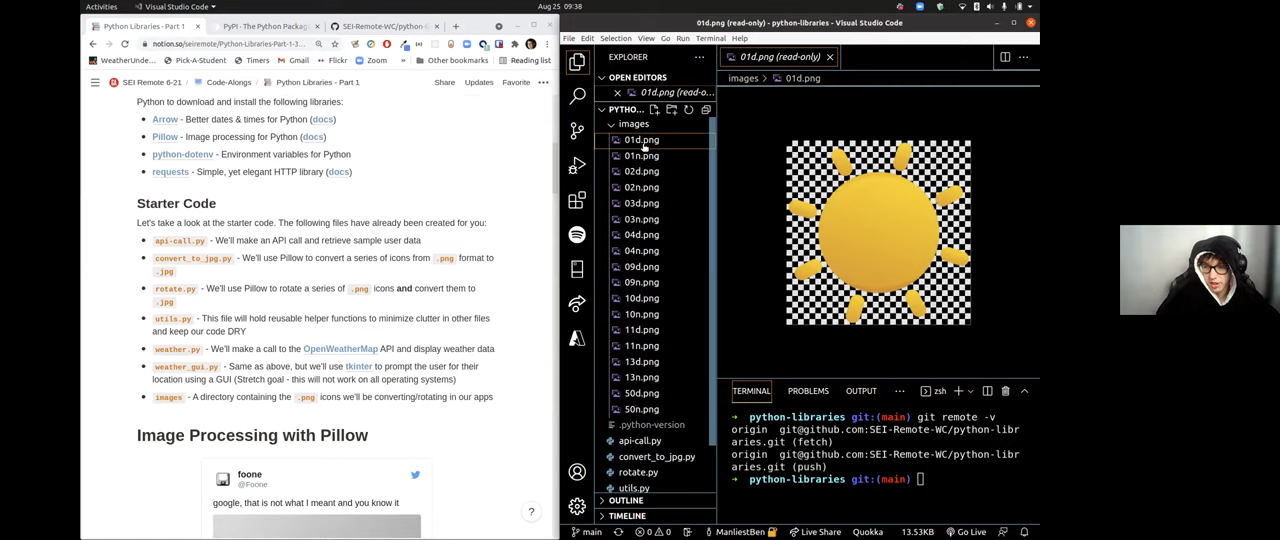 Activities
Visual Studio Code
Aug 25 09:38
Python Libraries - Part 1
PyPI · The Python Packag
SEI-Remote-WC/python-li
notion.so/seiremote/Python-Libraries-Part-1-3...
WeatherUnde...
Pick-A-Student
Timers
Gmail
Flyer
Zoom
Other bookmarks
Reading list
SEI Remote 6-21 / Code-Alongs / Python Libraries - Part 1
Share
Updates
Favorite
Python to download and install the following libraries:
Arrow - Better dates & times for Python (docs)
Pillow - Image processing for Python (docs)
python-dotenv - Environment variables for Python
requests - Simple, yet elegant HTTP library (docs)
Starter Code
Let's take a look at the starter code. The following files have already been created for you:
api-call.py - We'll make an API call and retrieve sample user data
convert_to_jpg.py - We'll use Pillow to convert a series of icons from .png format to
.jpg
rotate.py - We'll use Pillow to rotate a series of .png icons and convert them to
.jpg
utils.py - This file will hold reusable helper functions to minimize clutter in other files
and keep our code DRY
weather.py - We'll make a call to the OpenWeatherMap API and display weather data
weather_gui.py - Same as above, but we'll use tkinter to prompt the user for their
location using a GUI (Stretch goal - this will not work on all operating systems)
images - A directory containing the .png icons we'll be converting/rotating in our apps
Image Processing with Pillow
foone
@Foone
google, that is not what I meant and you know it
?
01d.png (read-only) - python-libraries - Visual Studio Code
File Edit Selection View Go Run Terminal Help
EXPLORER
OPEN EDITORS
01d.png (read-o...
PYTHO...
images
01d.png
01n.png
02d.png
02n.png
03d.png
03n.png
04d.png
04n.png
09d.png
09n.png
10d.png
10n.png
11d.png
11n.png
13d.png
13n.png
50d.png
50n.png
.python-version
api-call.py
convert_to_jpg.py
rotate.py
utils.py
OUTLINE
TIMELINE
01d.png (read-only)
images > 01d.png
TERMINAL PROBLEMS OUTPUT
zsh
➜ python-libraries git:(main) git remote -v
origin git@github.com:SEI-Remote-WC/python-libr
aries.git (fetch)
origin git@github.com:SEI-Remote-WC/python-libr
aries.git (push)
➜ python-libraries git:(main)
main
0 0
ManliestBen
Live Share
Quokka
13.53KB
Go Live